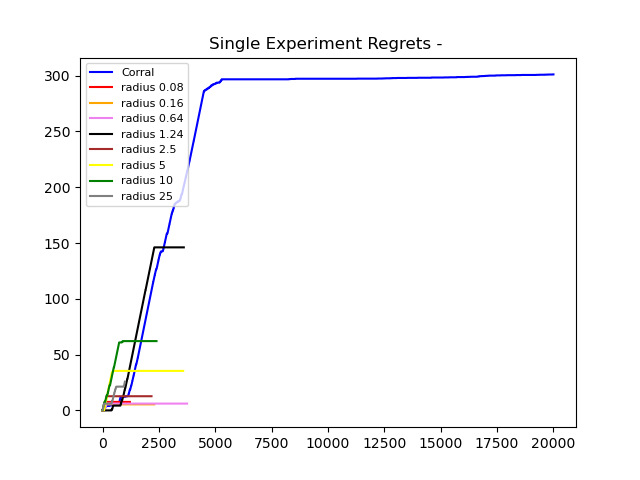 Single Experiment Regrets -
300
250
200
150
100
50
0
Corral
radius 0.08
radius 0.16
radius 0.64
radius 1.24
radius 2.5
radius 5
radius 10
radius 25
0 2500 5000 7500 10000 12500 15000 17500 20000